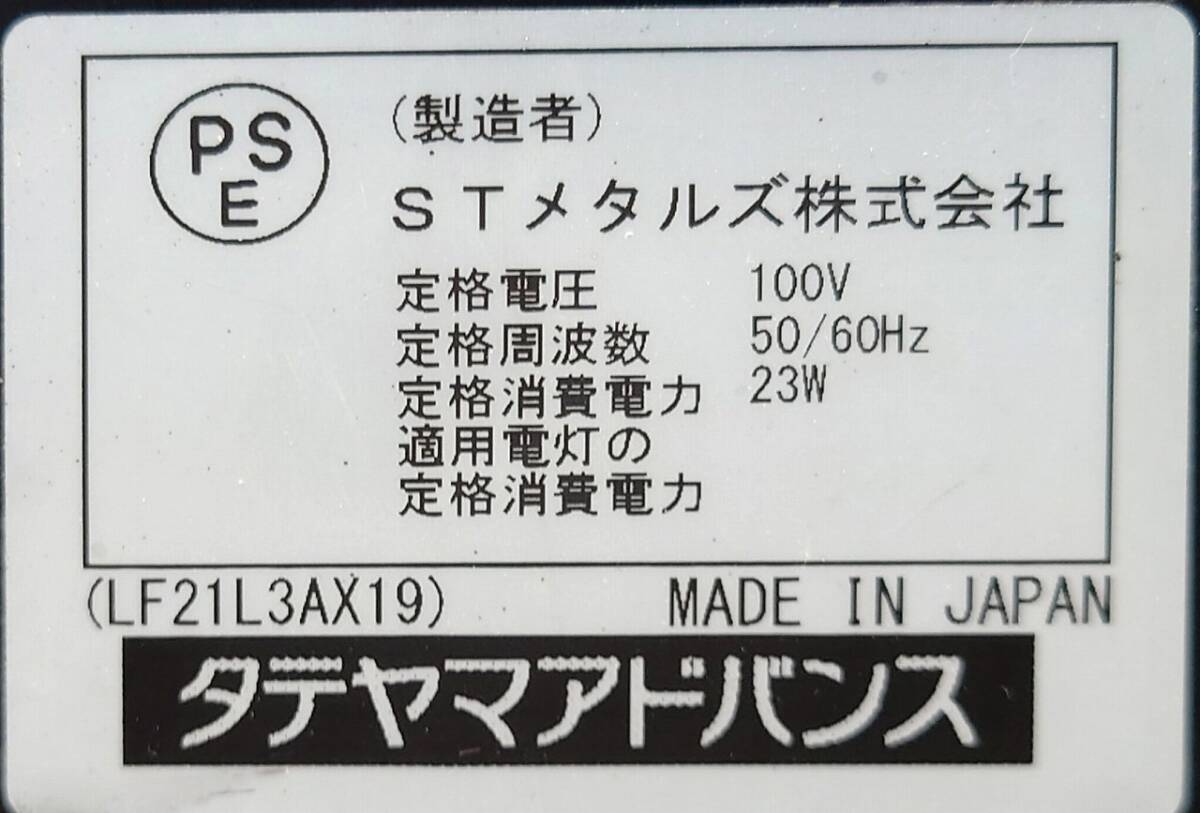 PS
E
(製造者)
STメタルズ株式会社
定格電圧 100V
定格周波数 50/60Hz
定格消費電力 23W
適用電灯の
定格消費電力
(LF21L3AX19) MADE IN JAPAN
タテヤマアドバンス